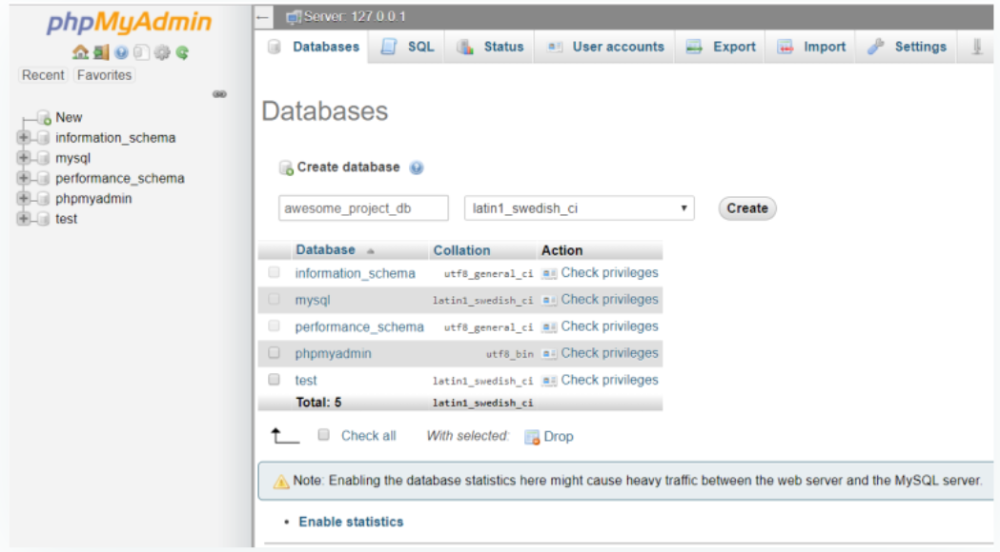 phpMyAdmin
Recent Favorites
New
information_schema
mysql
performance_schema
phpmyadmin
test
Server: 127.0.0.1
Databases SQL Status User accounts Export Import Settings
Databases
Create database
awesome_project_db latin1_swedish_ci Create
Database Collation Action
information_schema utf8_general_ci Check privileges
mysql latin1_swedish_ci Check privileges
performance_schema utf8_general_ci Check privileges
phpmyadmin utf8_bin Check privileges
test latin1_swedish_ci Check privileges
Total: 5 latin1_swedish_ci
Check all With selected: Drop
Note: Enabling the database statistics here might cause heavy traffic between the web server and the MySQL server.
• Enable statistics